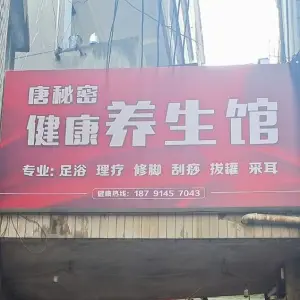 唐秘密
健康养生馆
专业: 足浴 理疗 修脚 刮痧 拔罐 采耳
健康热线: 187 9145 7043